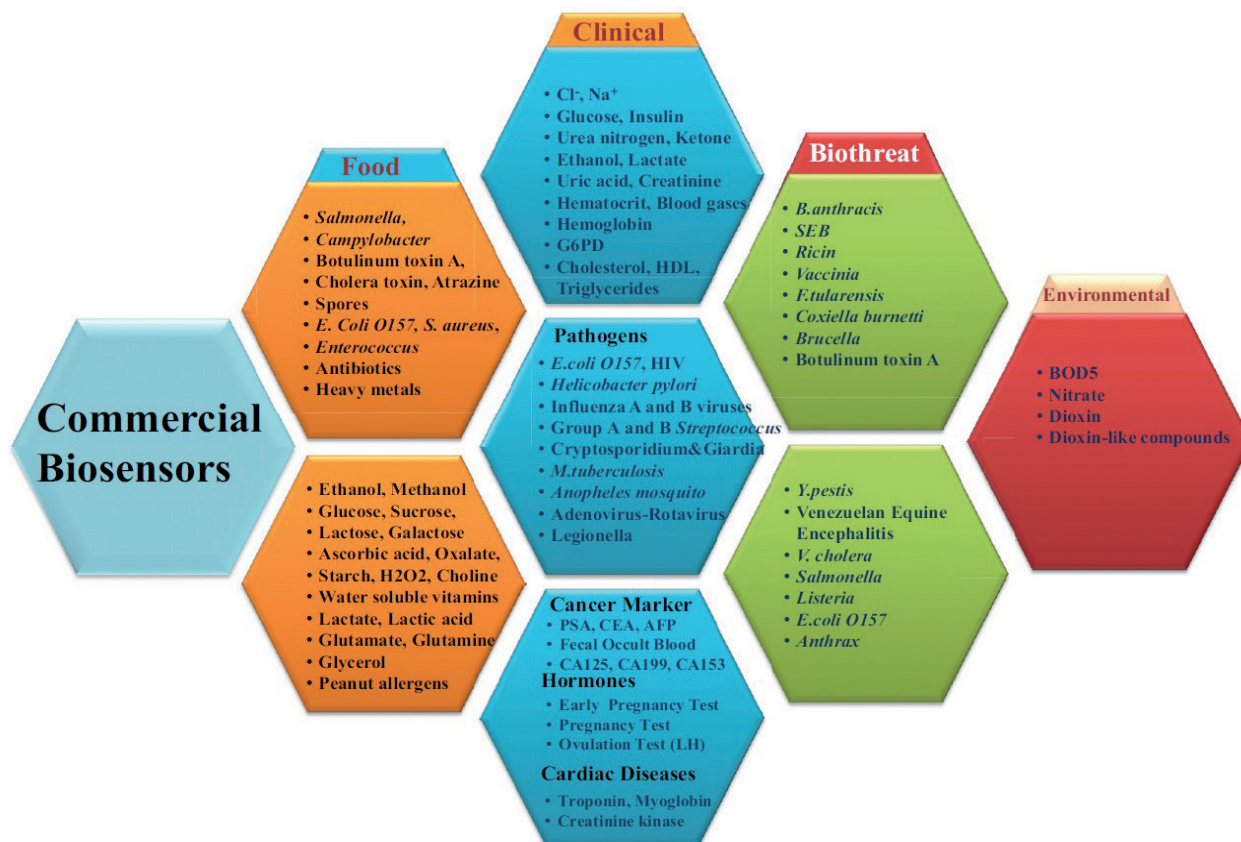 Commercial
Biosensors
Food
• Salmonella,
• Campylobacter
• Botulinum toxin A,
• Cholera toxin, Atrazine
• Spores
• E. Coli O157, S. aureus,
• Enterococcus
• Antibiotics
• Heavy metals
• Ethanol, Methanol
• Glucose, Sucrose,
• Lactose, Galactose
• Ascorbic acid, Oxalate,
• Starch, H2O2, Choline
• Water soluble vitamins
• Lactate, Lactic acid
• Glutamate, Glutamine
• Glycerol
• Peanut allergens
Clinical
• Cl-, Na+
• Glucose, Insulin
• Urea nitrogen, Ketone
• Ethanol, Lactate
• Uric acid, Creatinine
• Hematocrit, Blood gases
• Hemoglobin
• G6PD
• Cholesterol, HDL,
Triglycerides
Pathogens
• E.coli O157, HIV
• Helicobacter pylori
• Influenza A and B viruses
• Group A and B Streptococcus
• Cryptosporidium&Giardia
• M.tuberculosis
• Anopheles mosquito
• Adenovirus-Rotavirus
• Legionella
Cancer Marker
• PSA, CEA, AFP
• Fecal Occult Blood
• CA125, CA199, CA153
Hormones
• Early Pregnancy Test
• Pregnancy Test
• Ovulation Test (LH)
Cardiac Diseases
• Troponin, Myoglobin
• Creatinine kinase
Biothreat
• B.anthracis
• SEB
• Ricin
• Vaccinia
• F.tularensis
• Coxiella burnetti
• Brucella
• Botulinum toxin A
• Y.pestis
• Venezuelan Equine
Encephalitis
• V. cholera
• Salmonella
• Listeria
• E.coli O157
• Anthrax
Environmental
• BOD5
• Nitrate
• Dioxin
• Dioxin-like compounds